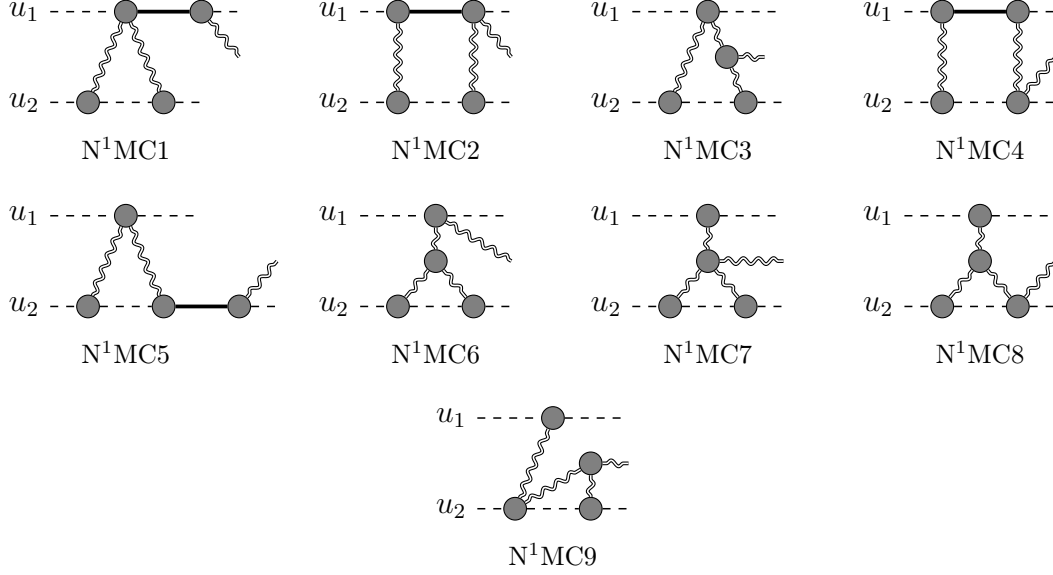 u₁ u₁ u₁ u₁
u₂ u₂ u₂ u₂
N¹MC1 N¹MC2 N¹MC3 N¹MC4
u₁ u₁ u₁ u₁
u₂ u₂ u₂ u₂
N¹MC5 N¹MC6 N¹MC7 N¹MC8
u₁
u₂
N¹MC9